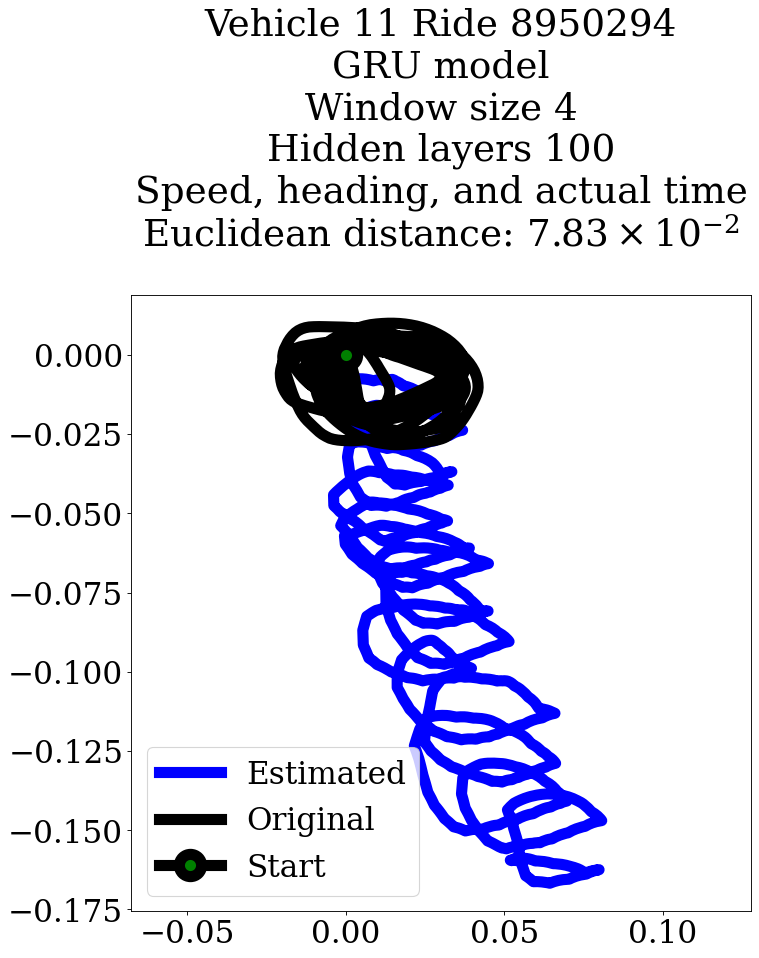 Vehicle 11 Ride 8950294
GRU model
Window size 4
Hidden layers 100
Speed, heading, and actual time
Euclidean distance: 7.83 × 10⁻²
0.000
−0.025
−0.050
−0.075
−0.100
−0.125
−0.150
−0.175
Estimated
Original
Start
−0.05 0.00 0.05 0.10